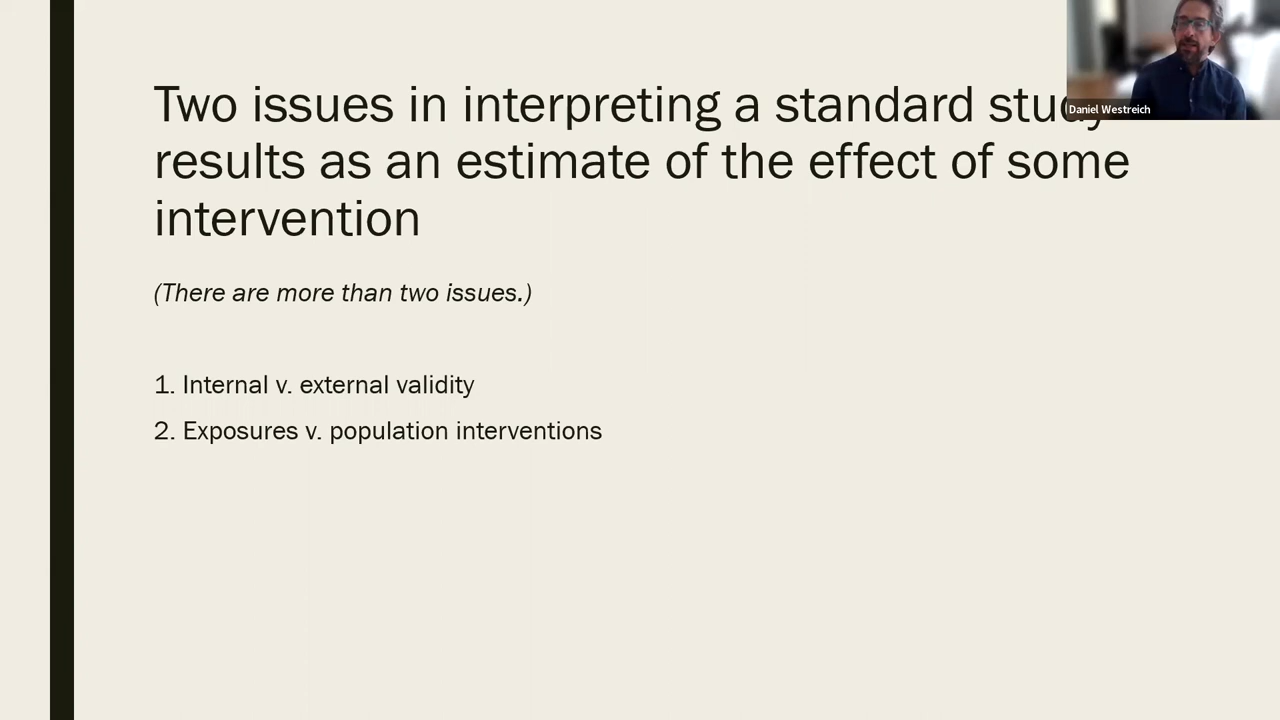 Two issues in interpreting a standard study
results as an estimate of the effect of some
intervention
(There are more than two issues.)
1. Internal v. external validity
2. Exposures v. population interventions
Daniel Westreich